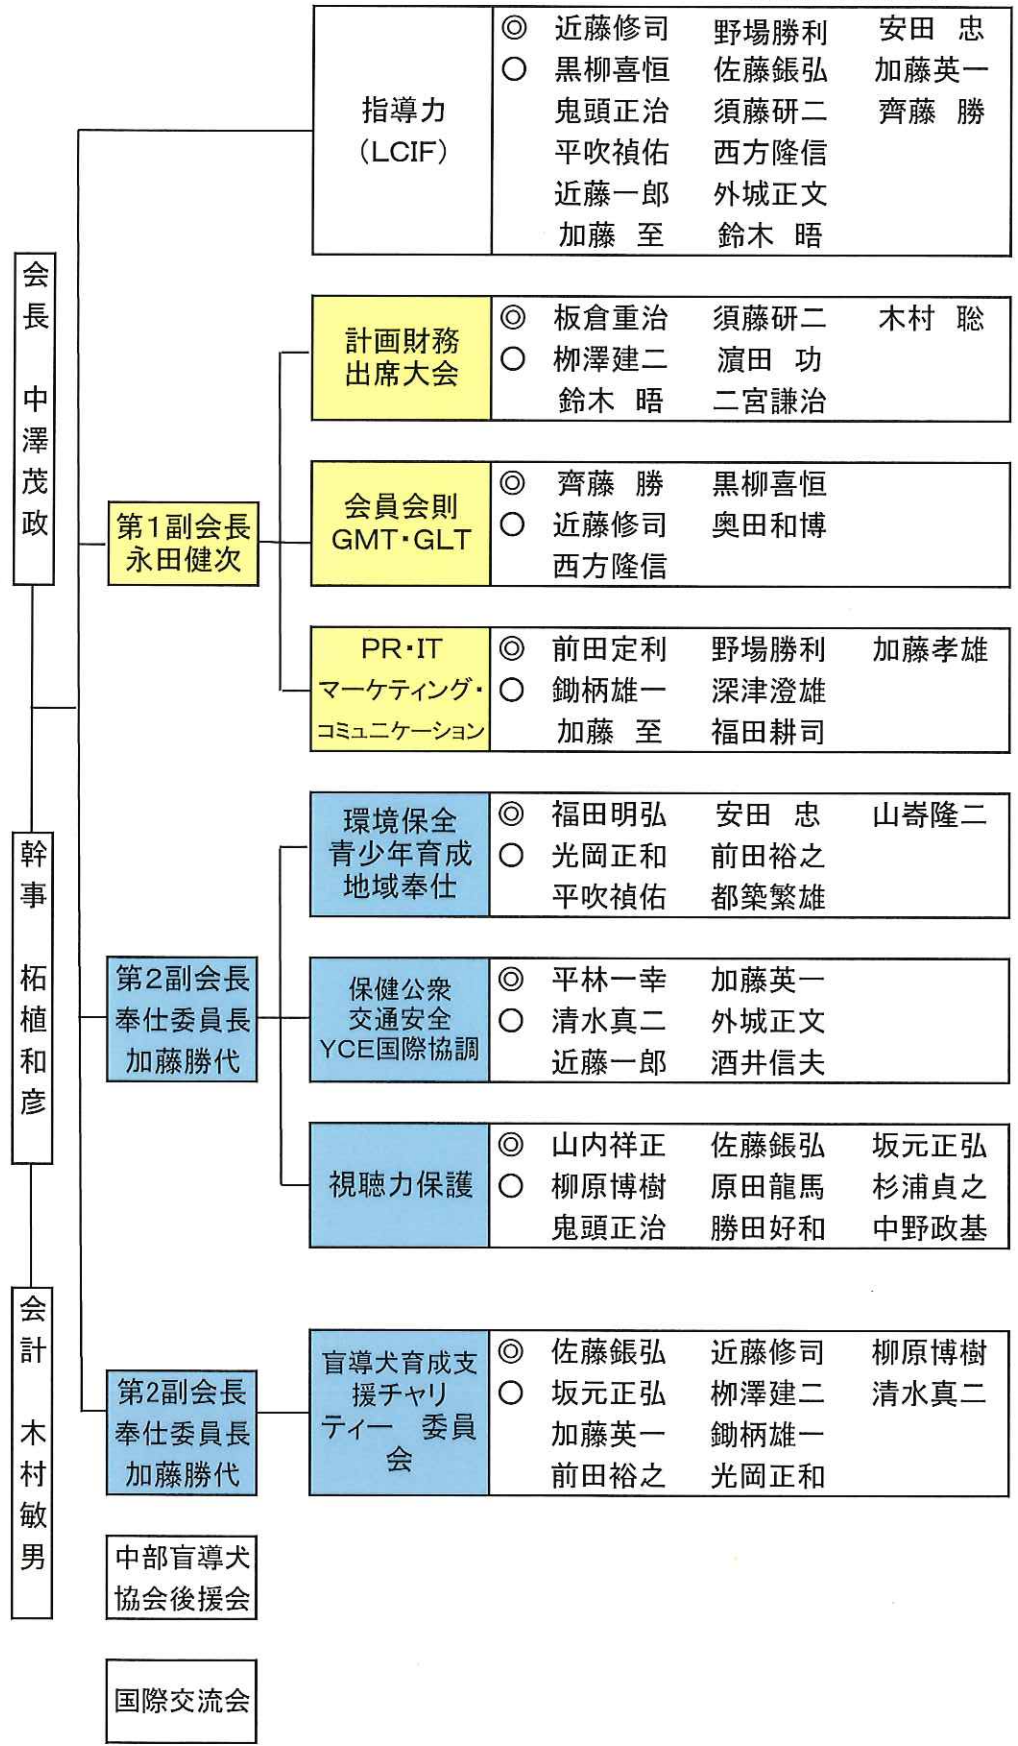 会長　中澤茂政
幹事　柘植和彦
会計　木村敏男
指導力
（LCIF）
◎ 近藤修司 野場勝利 安田　忠
○ 黒柳喜恒 佐藤鋹弘 加藤英一
鬼頭正治 須藤研二 齊藤　勝
平吹禎佑 西方隆信
近藤一郎 外城正文
加藤　至 鈴木　晤
第1副会長
永田健次
計画財務
出席大会
◎ 板倉重治 須藤研二 木村　聡
○ 栁澤建二 濵田　功
鈴木　晤 二宮謙治
会員会則
GMT・GLT
◎ 齊藤　勝 黒柳喜恒
○ 近藤修司 奥田和博
西方隆信
PR・IT
マーケティング・
コミュニケーション
◎ 前田定利 野場勝利 加藤孝雄
○ 鋤柄雄一 深津澄雄
加藤　至 福田耕司
第2副会長
奉仕委員長
加藤勝代
環境保全
青少年育成
地域奉仕
◎ 福田明弘 安田　忠 山嵜隆二
○ 光岡正和 前田裕之
平吹禎佑 都築繁雄
保健公衆
交通安全
YCE国際協調
◎ 平林一幸 加藤英一
○ 清水真二 外城正文
近藤一郎 酒井信夫
視聴力保護
◎ 山内祥正 佐藤鋹弘 坂元正弘
○ 柳原博樹 原田龍馬 杉浦貞之
鬼頭正治 勝田好和 中野政基
第2副会長
奉仕委員長
加藤勝代
盲導犬育成支
援チャリ
ティー　委員
会
◎ 佐藤鋹弘 近藤修司 柳原博樹
○ 坂元正弘 栁澤建二 清水真二
加藤英一 鋤柄雄一
前田裕之 光岡正和
中部盲導犬
協会後援会
国際交流会